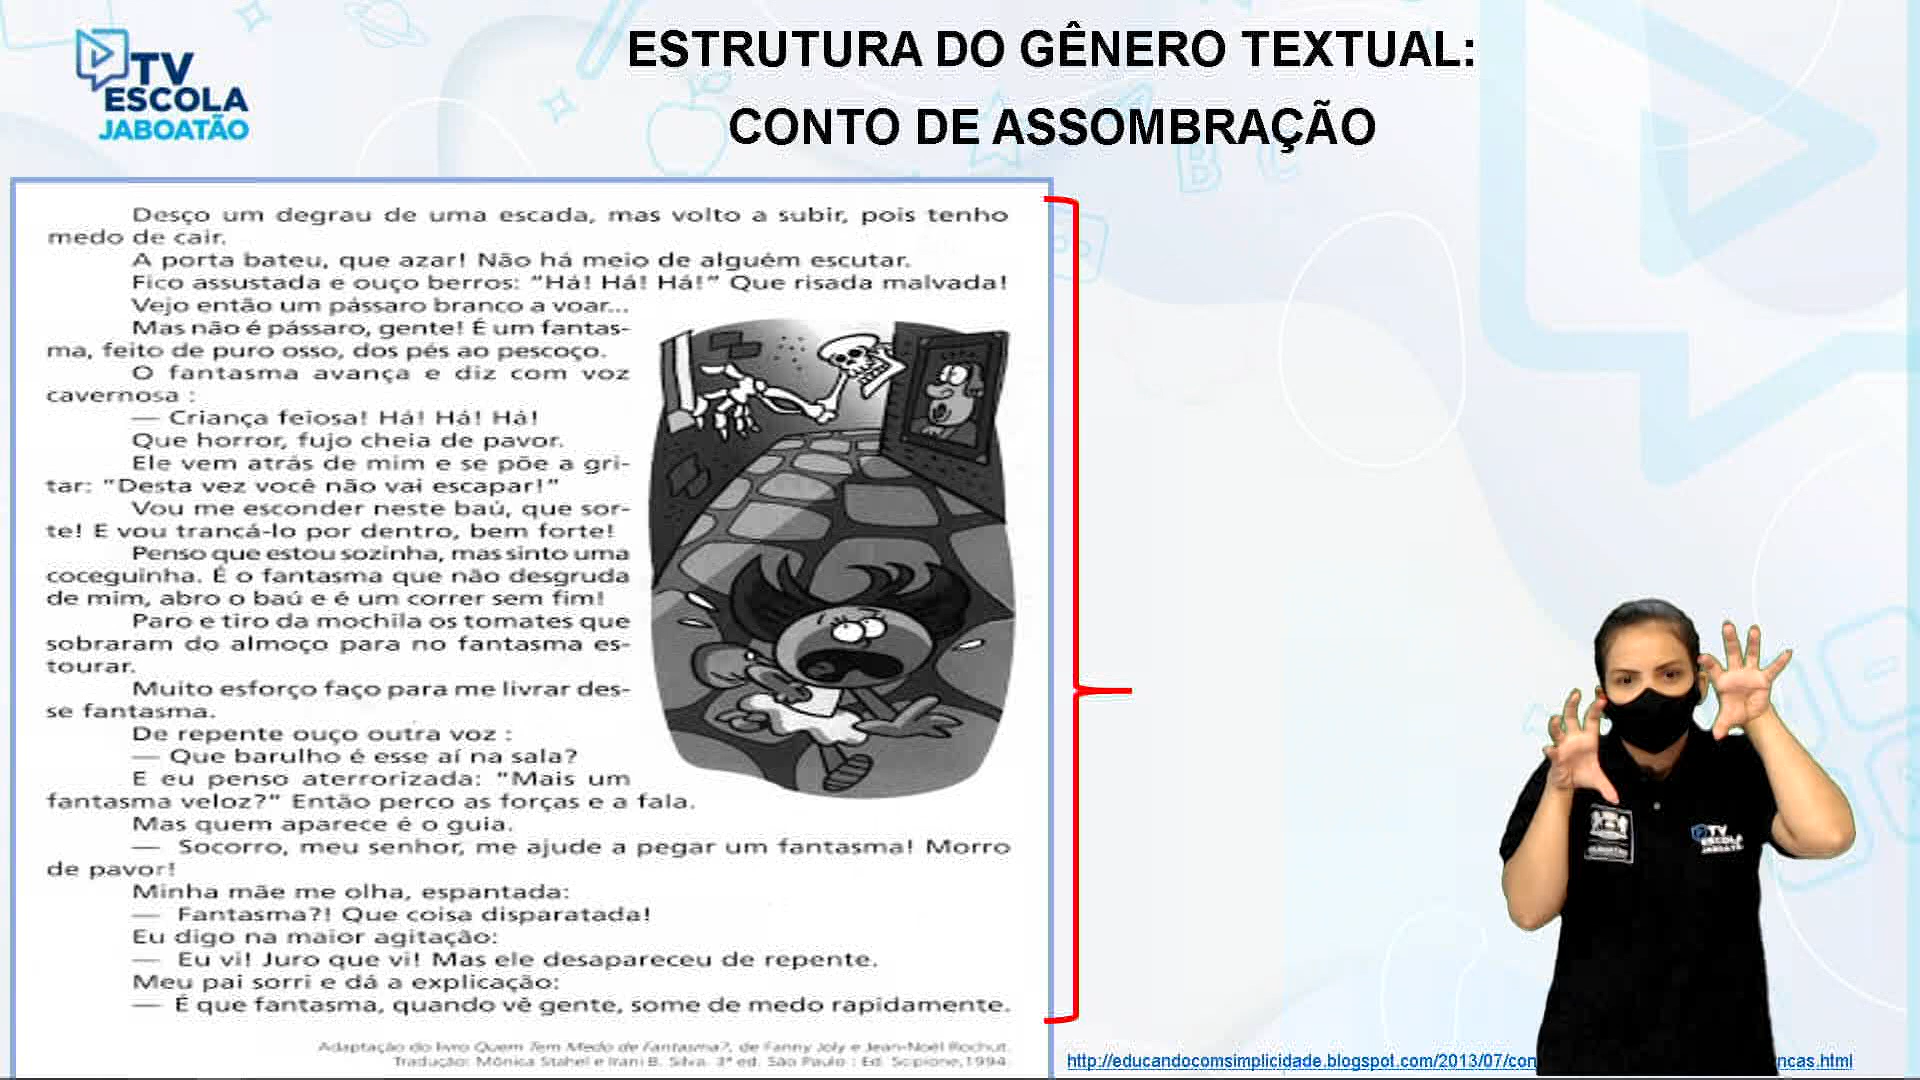 TV
ESCOLA
JABOATÃO
ESTRUTURA DO GÊNERO TEXTUAL:
CONTO DE ASSOMBRAÇÃO
Desço um degrau de uma escada, mas volto a subir, pois tenho
medo de cair.
A porta bateu, que azar! Não há meio de alguém escutar.
Fico assustada e ouço berros: "Há! Há! Há!" Que risada malvada!
Vejo então um pássaro branco a voar...
Mas não é pássaro, gente! É um fantas-
ma, feito de puro osso, dos pés ao pescoço.
O fantasma avança e diz com voz
cavernosa :
— Criança feiosa! Há! Há! Há!
Que horror, fujo cheia de pavor.
Ele vem atrás de mim e se põe a gri-
tar: "Desta vez você não vai escapar!"
Vou me esconder neste baú, que sor-
te! E vou trancá-lo por dentro, bem forte!
Penso que estou sozinha, mas sinto uma
coceguinha. É o fantasma que não desgruda
de mim, abro o baú e é um correr sem fim!
Paro e tiro da mochila os tomates que
sobraram do almoço para no fantasma es-
tourar.
Muito esforço faço para me livrar des-
se fantasma.
De repente ouço outra voz :
— Que barulho é esse aí na sala?
E eu penso aterrorizada: "Mais um
fantasma veloz?" Então perco as forças e a fala.
Mas quem aparece é o guia.
— Socorro, meu senhor, me ajude a pegar um fantasma! Morro
de pavor!
Minha mãe me olha, espantada:
— Fantasma?! Que coisa disparatada!
Eu digo na maior agitação:
— Eu vi! Juro que vi! Mas ele desapareceu de repente.
Meu pai sorri e dá a explicação:
— É que fantasma, quando vê gente, some de medo rapidamente.
Adaptação do livro Quem Tem Medo de Fantasma?, de Fanny Joly e Jean-Noël Rochut.
Tradução: Mônica Stahel e Irani B. Silva. 3ª ed. São Paulo : Ed. Scipione,1994.
http://educandocomsimplicidade.blogspot.com/2013/07/con ncas.html
TV
ESCOLA
JABOATÃO